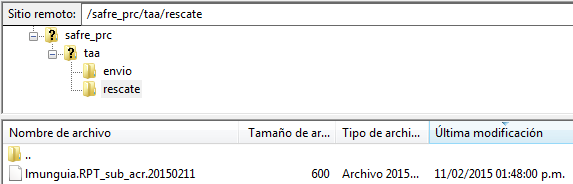 Sitio remoto: /safre_prc/taa/rescate
safre_prc
taa
envio
rescate
Nombre de archivo Tamaño de ar... Tipo de archi... Última modificación
..
lmunguia.RPT_sub_acr.20150211 600 Archivo 2015... 11/02/2015 01:48:00 p.m.